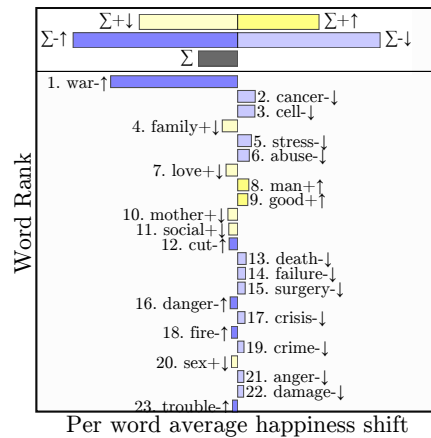 Σ+↓ Σ+↑
Σ-↑ Σ-↓
Σ
1. war-↑
2. cancer-↓
3. cell-↓
4. family+↓
5. stress-↓
6. abuse-↓
7. love+↓
8. man+↑
9. good+↑
10. mother+↓
11. social+↓
12. cut-↑
13. death-↓
14. failure-↓
15. surgery-↓
16. danger-↑
17. crisis-↓
18. fire-↑
19. crime-↓
20. sex+↓
21. anger-↓
22. damage-↓
23. trouble-↑
Word Rank
Per word average happiness shift